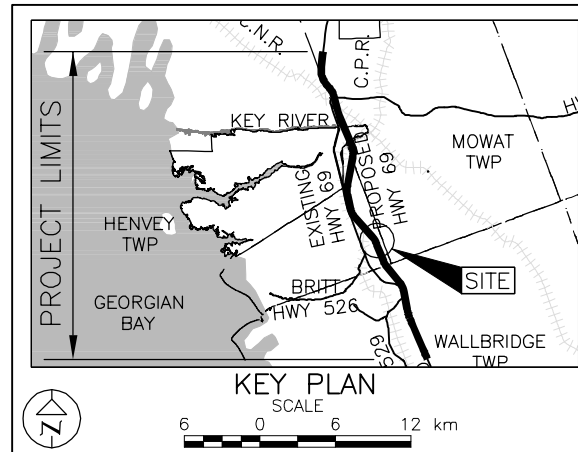 C.N.R.
C.P.R.
PROJECT LIMITS
KEY RIVER
MOWAT
TWP
EXISTING
HWY 69
PROPOSED
HWY 69
HENVEY
TWP
GEORGIAN
BAY
BRITT
HWY 526
SITE
529
WALLBRIDGE
TWP
KEY PLAN
SCALE
6 0 6 12 km
N